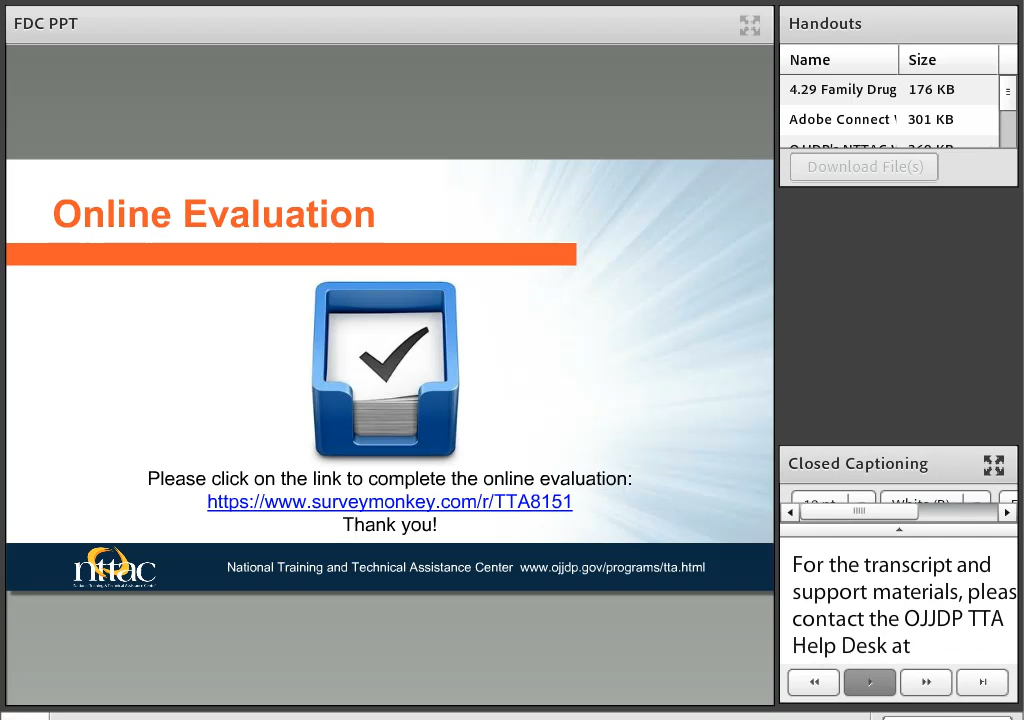 FDC PPT
Online Evaluation
Please click on the link to complete the online evaluation:
https://www.surveymonkey.com/r/TTA8151
Thank you!
nttac
National Training and Technical Assistance Center www.ojjdp.gov/programs/tta.html
Handouts
Name Size
4.29 Family Drug 176 KB
Adobe Connect 301 KB
Download File(s)
Closed Captioning
For the transcript and
support materials, pleas
contact the OJJDP TTA
Help Desk at